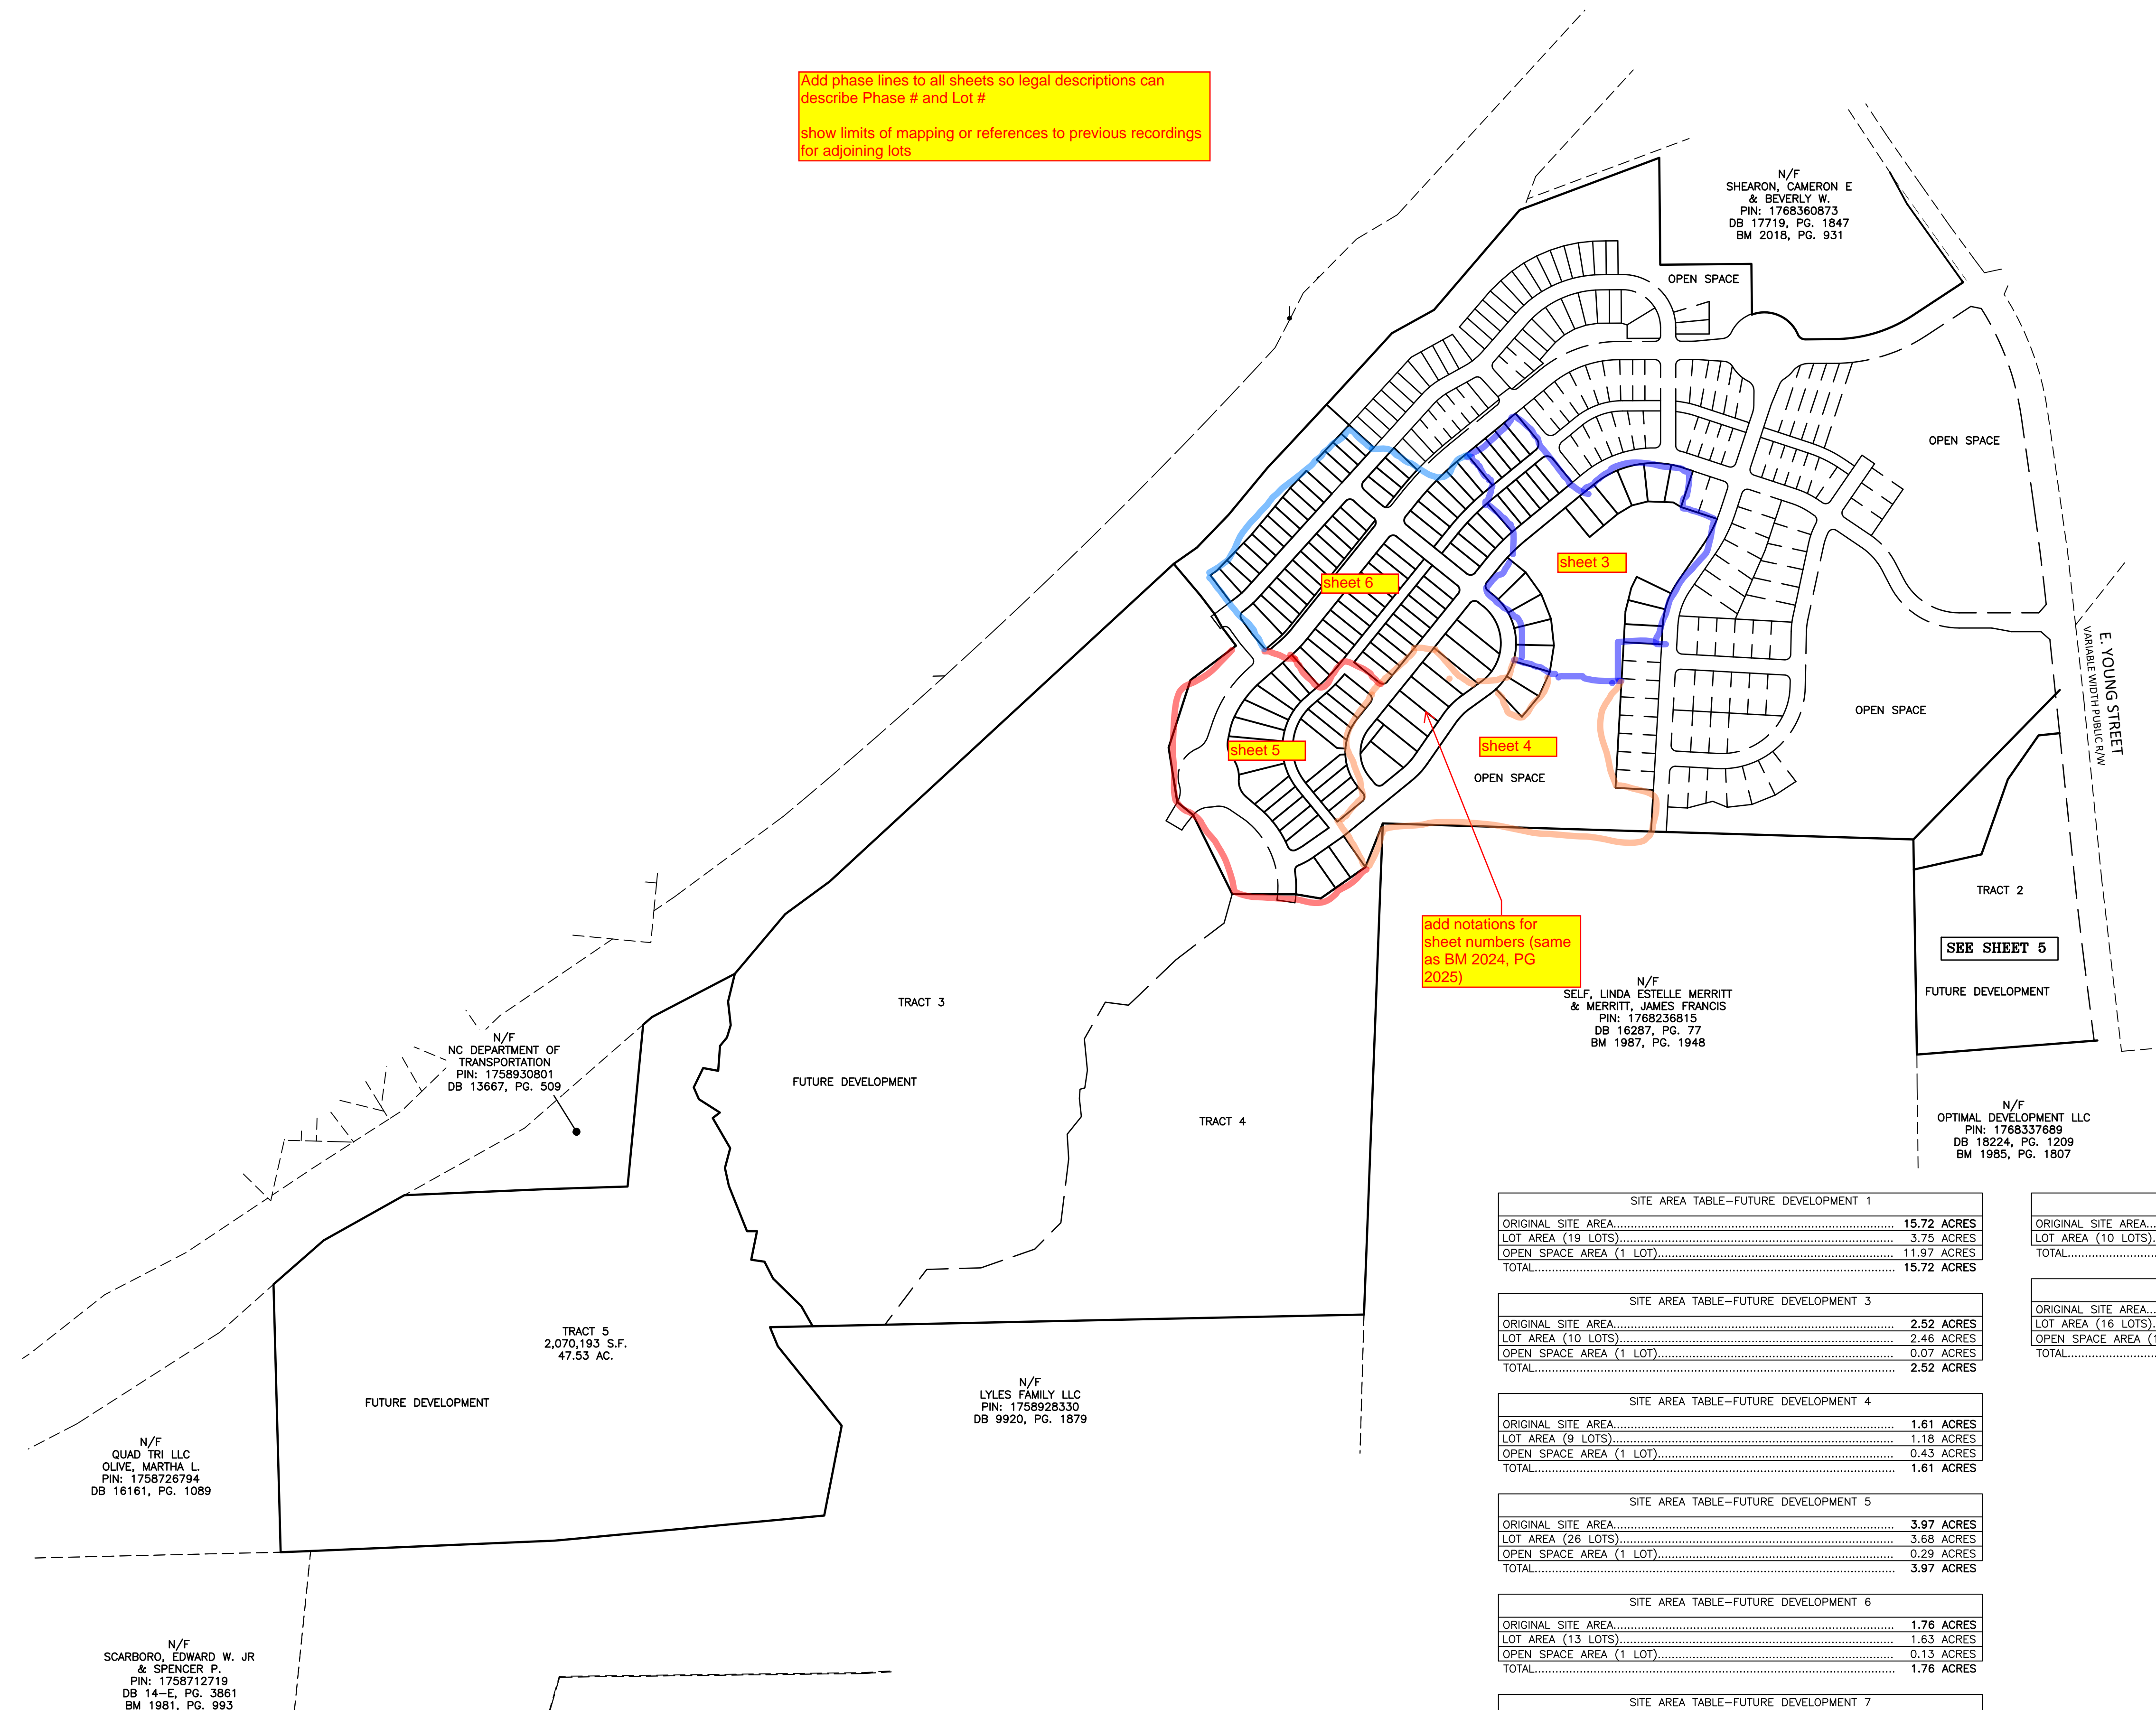 Add phase lines to all sheets so legal descriptions can
describe Phase # and Lot #
show limits of mapping or references to previous recordings
for adjoining lots
N/F
SHEARON, CAMERON E
& BEVERLY W.
PIN: 1768360873
DB 17719, PG. 1847
BM 2018, PG. 931
OPEN SPACE
OPEN SPACE
sheet 3
sheet 6
E. YOUNG STREET
VARIABLE WIDTH PUBLIC R/W
OPEN SPACE
sheet 5
sheet 4
OPEN SPACE
TRACT 2
SEE SHEET 5
FUTURE DEVELOPMENT
add notations for
sheet numbers (same
as BM 2024, PG
2025)
N/F
SELF, LINDA ESTELLE MERRITT
& MERRITT, JAMES FRANCIS
PIN: 1768236815
DB 16287, PG. 77
BM 1987, PG. 1948
TRACT 3
N/F
NC DEPARTMENT OF
TRANSPORTATION
PIN: 1758930801
DB 13667, PG. 509
FUTURE DEVELOPMENT
TRACT 4
N/F
OPTIMAL DEVELOPMENT LLC
PIN: 1768337689
DB 18224, PG. 1209
BM 1985, PG. 1807
TRACT 5
2,070,193 S.F.
47.53 AC.
FUTURE DEVELOPMENT
N/F
LYLES FAMILY LLC
PIN: 1758928330
DB 9920, PG. 1879
N/F
QUAD TRI LLC
OLIVE, MARTHA L.
PIN: 1758726794
DB 16161, PG. 1089
N/F
SCARBORO, EDWARD W. JR
& SPENCER P.
PIN: 1758712719
DB 14-E, PG. 3861
BM 1981, PG. 993
SITE AREA TABLE-FUTURE DEVELOPMENT 1
ORIGINAL SITE AREA 15.72 ACRES
LOT AREA (19 LOTS) 3.75 ACRES
OPEN SPACE AREA (1 LOT) 11.97 ACRES
TOTAL 15.72 ACRES
SITE AREA TABLE-FUTURE DEVELOPMENT 3
ORIGINAL SITE AREA 2.52 ACRES
LOT AREA (10 LOTS) 2.46 ACRES
OPEN SPACE AREA (1 LOT) 0.07 ACRES
TOTAL 2.52 ACRES
SITE AREA TABLE-FUTURE DEVELOPMENT 4
ORIGINAL SITE AREA 1.61 ACRES
LOT AREA (9 LOTS) 1.18 ACRES
OPEN SPACE AREA (1 LOT) 0.43 ACRES
TOTAL 1.61 ACRES
SITE AREA TABLE-FUTURE DEVELOPMENT 5
ORIGINAL SITE AREA 3.97 ACRES
LOT AREA (26 LOTS) 3.68 ACRES
OPEN SPACE AREA (1 LOT) 0.29 ACRES
TOTAL 3.97 ACRES
SITE AREA TABLE-FUTURE DEVELOPMENT 6
ORIGINAL SITE AREA 1.76 ACRES
LOT AREA (13 LOTS) 1.63 ACRES
OPEN SPACE AREA (1 LOT) 0.13 ACRES
TOTAL 1.76 ACRES
SITE AREA TABLE-FUTURE DEVELOPMENT 7
ORIGINAL SITE AREA
LOT AREA (10 LOTS)
TOTAL
ORIGINAL SITE AREA
LOT AREA (16 LOTS)
OPEN SPACE AREA (1
TOTAL